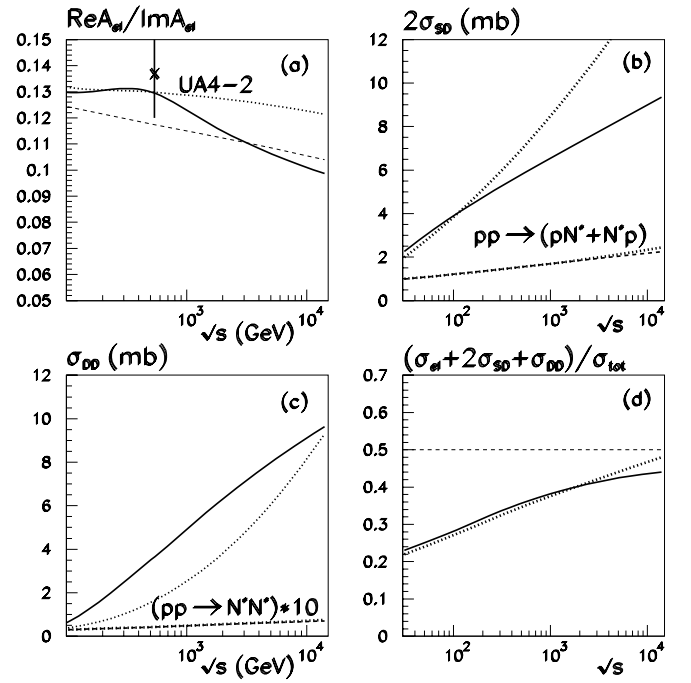 ReA_el/ImA_el
0.15
0.14
0.13
0.12
0.11
0.1
0.09
0.08
0.07
0.06
0.05
(a)
UA4-2
10^3
10^4
√s (GeV)
2σ_SD (mb)
12
10
8
6
4
2
0
(b)
pp → (pN*+N*p)
10^2
10^3
10^4
√s
σ_DD (mb)
12
10
8
6
4
2
0
(c)
(pp → N*N*)*10
10^3
10^4
√s (GeV)
(σ_el+2σ_SD+σ_DD)/σ_tot
0.7
0.6
0.5
0.4
0.3
0.2
0.1
0
(d)
10^2
10^3
10^4
√s